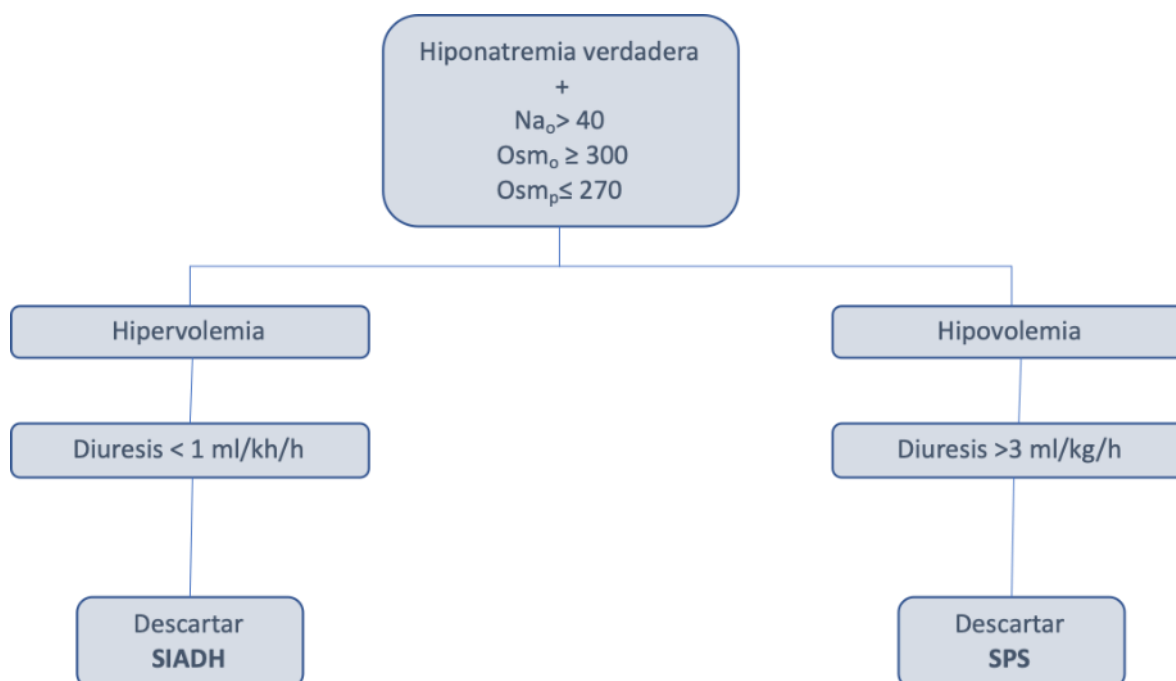 Hiponatremia verdadera
+
Naₒ> 40
Osmₒ ≥ 300
Osmₚ≤ 270
Hipervolemia
Hipovolemia
Diuresis < 1 ml/kh/h
Diuresis >3 ml/kg/h
Descartar
SIADH
Descartar
SPS